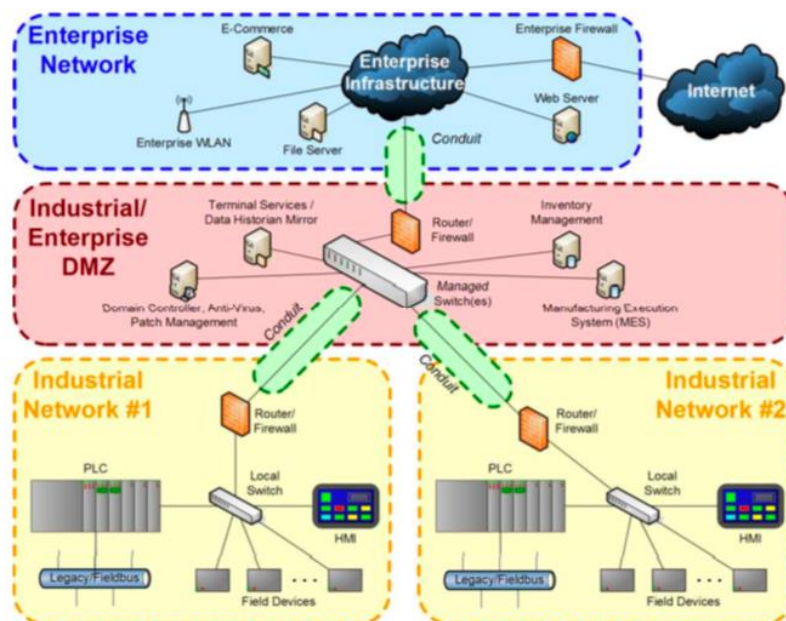 Enterprise
Network
E-Commerce
Enterprise
Infrastructure
Enterprise Firewall
Internet
Enterprise WLAN
File Server
Web Server
Conduit
Industrial/
Enterprise
DMZ
Terminal Services /
Data Historian Mirror
Router/
Firewall
Inventory
Management
Domain Controller, Anti-Virus,
Patch Management
Managed
Switch(es)
Manufacturing Execution
System (MES)
Conduit
Conduit
Industrial
Network #1
Router/
Firewall
PLC
Local
Switch
HMI
Legacy/Fieldbus
Field Devices
Industrial
Network #2
Router/
Firewall
PLC
Local
Switch
HMI
Legacy/Fieldbus
Field Devices